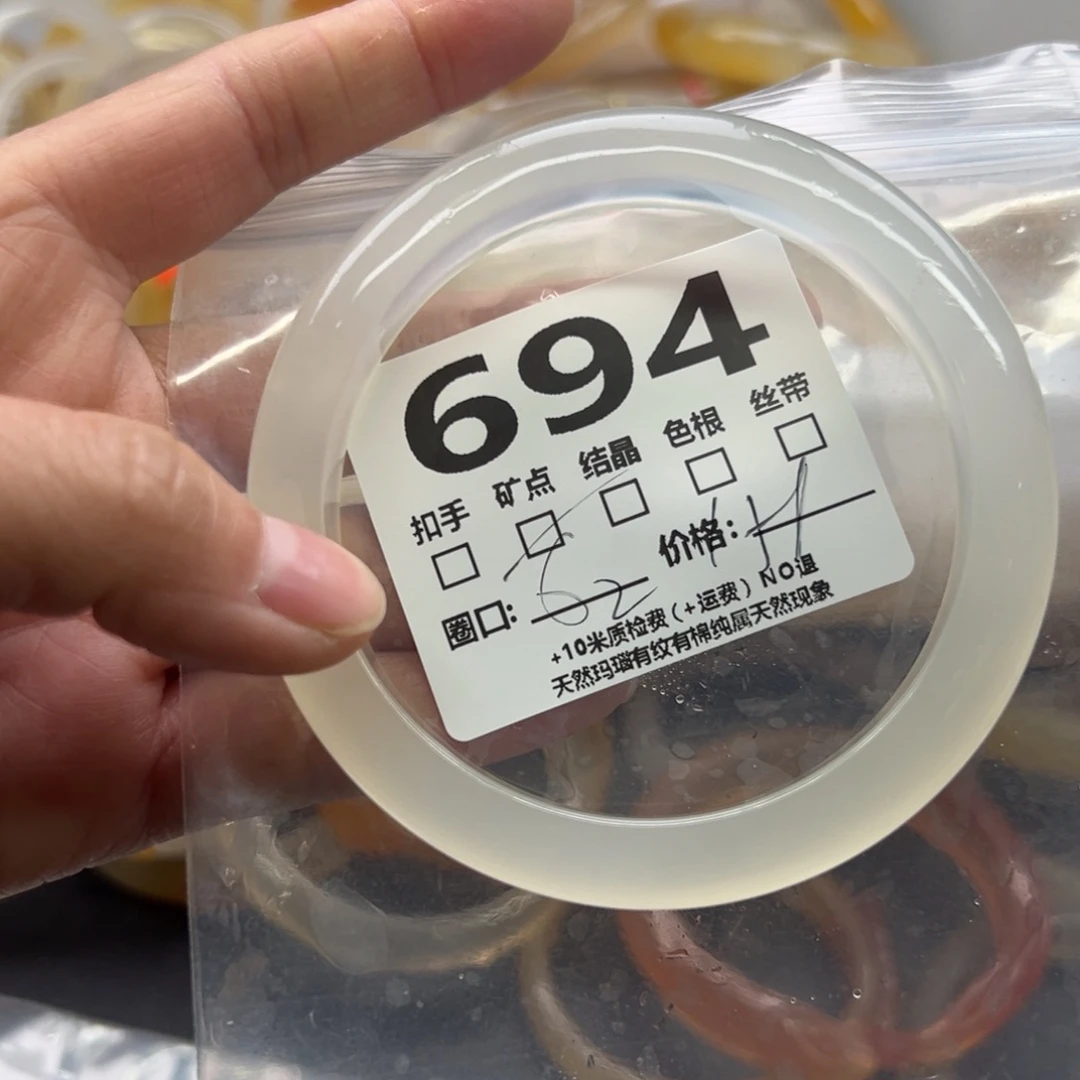 694
扣手 矿点 结晶 色根 丝带
圈口: 62 价格:
+10米质检费(+运费) NO退
天然玛瑙有纹有棉纯属天然现象